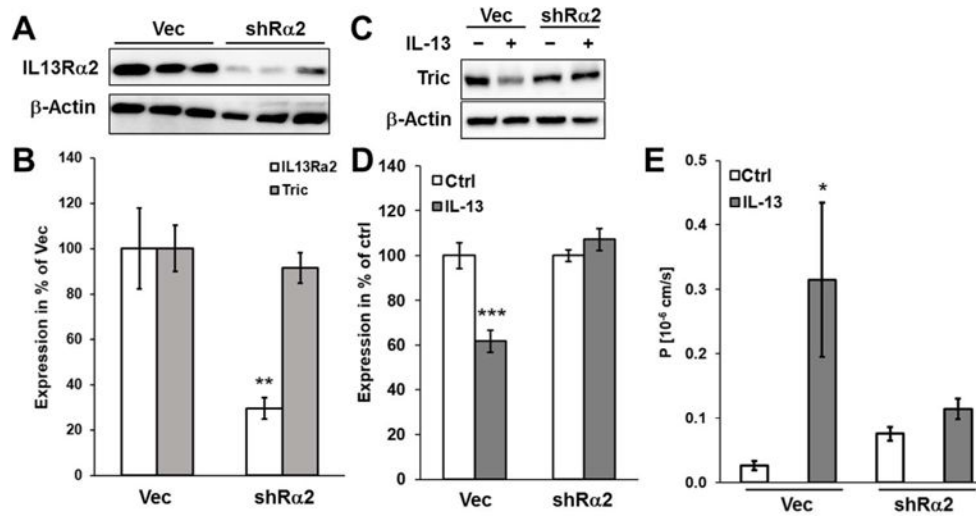 A
Vec shRα2
IL13Rα2
β-Actin
C
Vec shRα2
IL-13 – + – +
Tric
β-Actin
B
140
120
100
80
60
40
20
0
Expression in % of Vec
IL13Ra2
Tric
**
Vec shRα2
D
140
120
100
80
60
40
20
0
Expression in % of ctrl
Ctrl
IL-13
***
Vec shRα2
E
0.5
0.4
0.3
0.2
0.1
0.0
P [10⁻⁶ cm/s]
Ctrl
IL-13
*
Vec shRα2